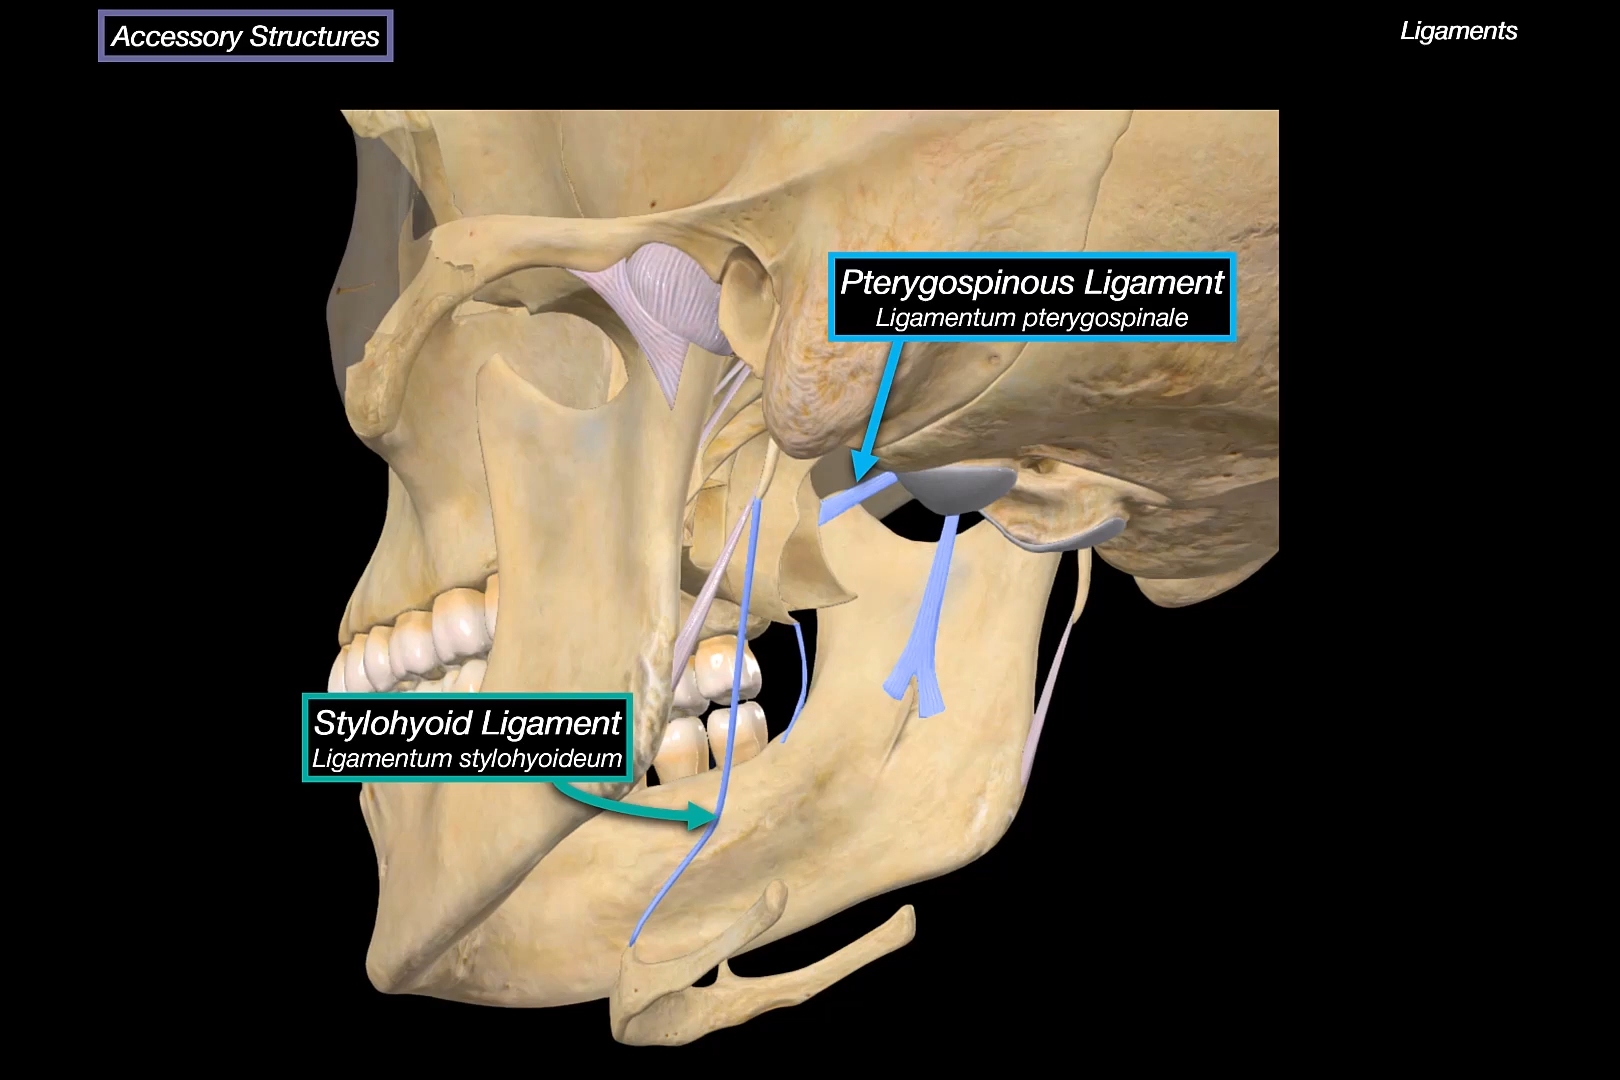 Accessory Structures
Ligaments
Pterygospinous Ligament
Ligamentum pterygospinale
Stylohyoid Ligament
Ligamentum stylohyoideum